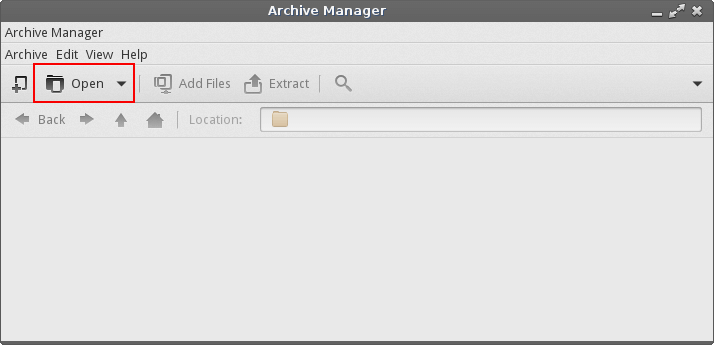 Archive Manager
Archive Manager
Archive Edit View Help
Open Add Files Extract
Back Location: